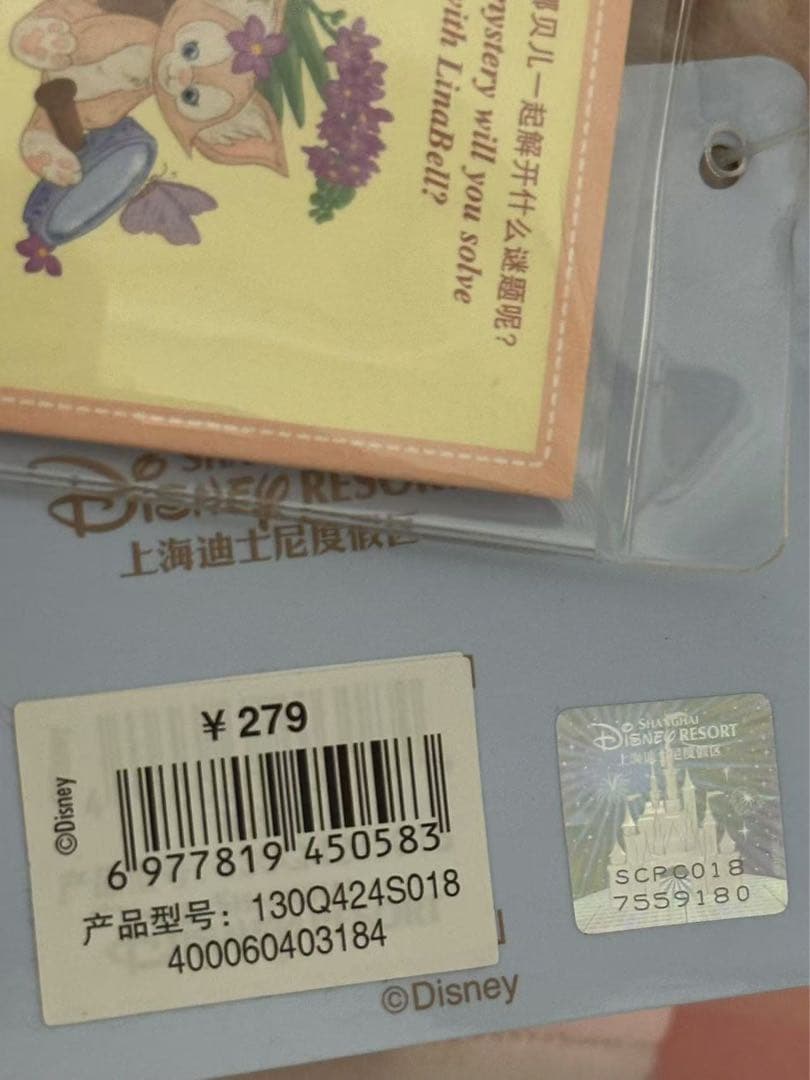 哪贝儿一起解开什么谜题呢？
mystery will you solve
with LinaBell?
SHANGHAI
Disney RESORT
上海迪士尼度假区
¥ 279
©Disney
6 977819 450583
产品型号：130Q424S018
400060403184
SHANGHAI
Disney RESORT
上海迪士尼度假区
SCPC018
7559180
©Disney